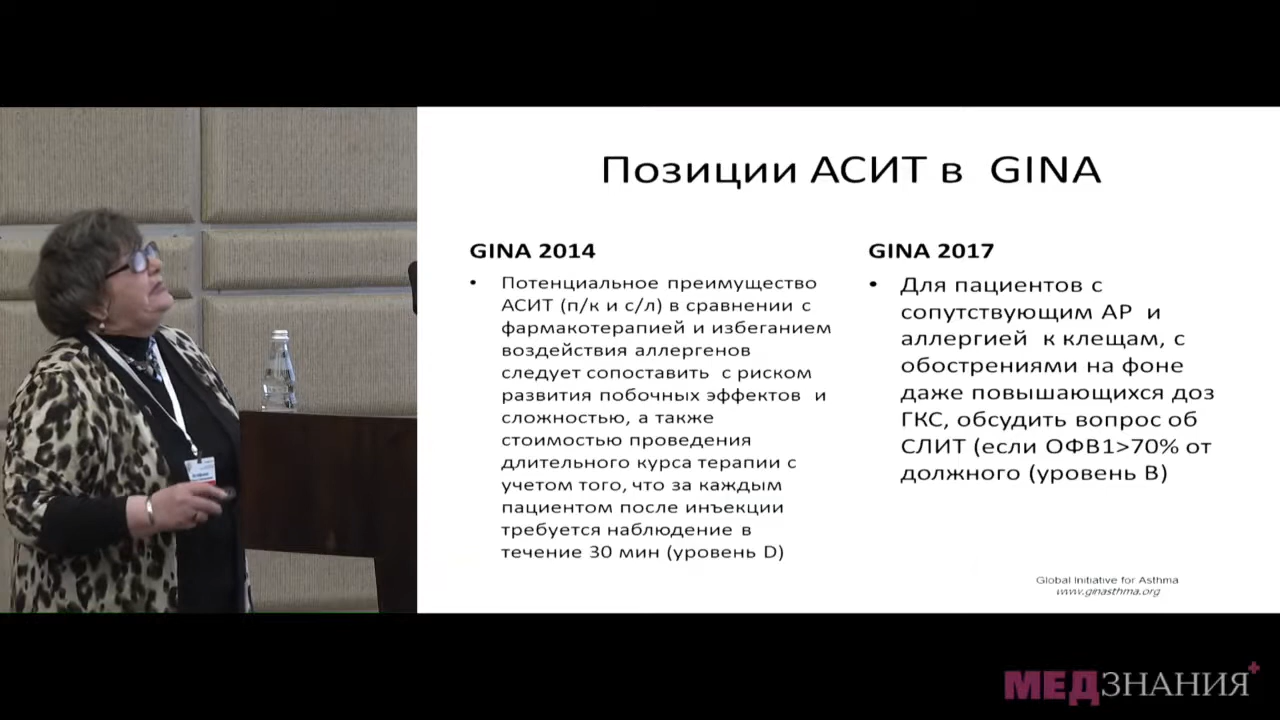 Позиции АСИТ в GINA
GINA 2014
• Потенциальное преимущество
АСИТ (п/к и с/л) в сравнении с
фармакотерапией и избеганием
воздействия аллергенов
следует сопоставить с риском
развития побочных эффектов и
сложностью, а также
стоимостью проведения
длительного курса терапии с
учетом того, что за каждым
пациентом после инъекции
требуется наблюдение в
течение 30 мин (уровень D)
GINA 2017
• Для пациентов с
сопутствующим АР и
аллергией к клещам, с
обострениями на фоне
даже повышающихся доз
ГКС, обсудить вопрос об
СЛИТ (если ОФВ1>70% от
должного (уровень В)
Global Initiative for Asthma
www.ginasthma.org
МЕДЗНАНИЯ+